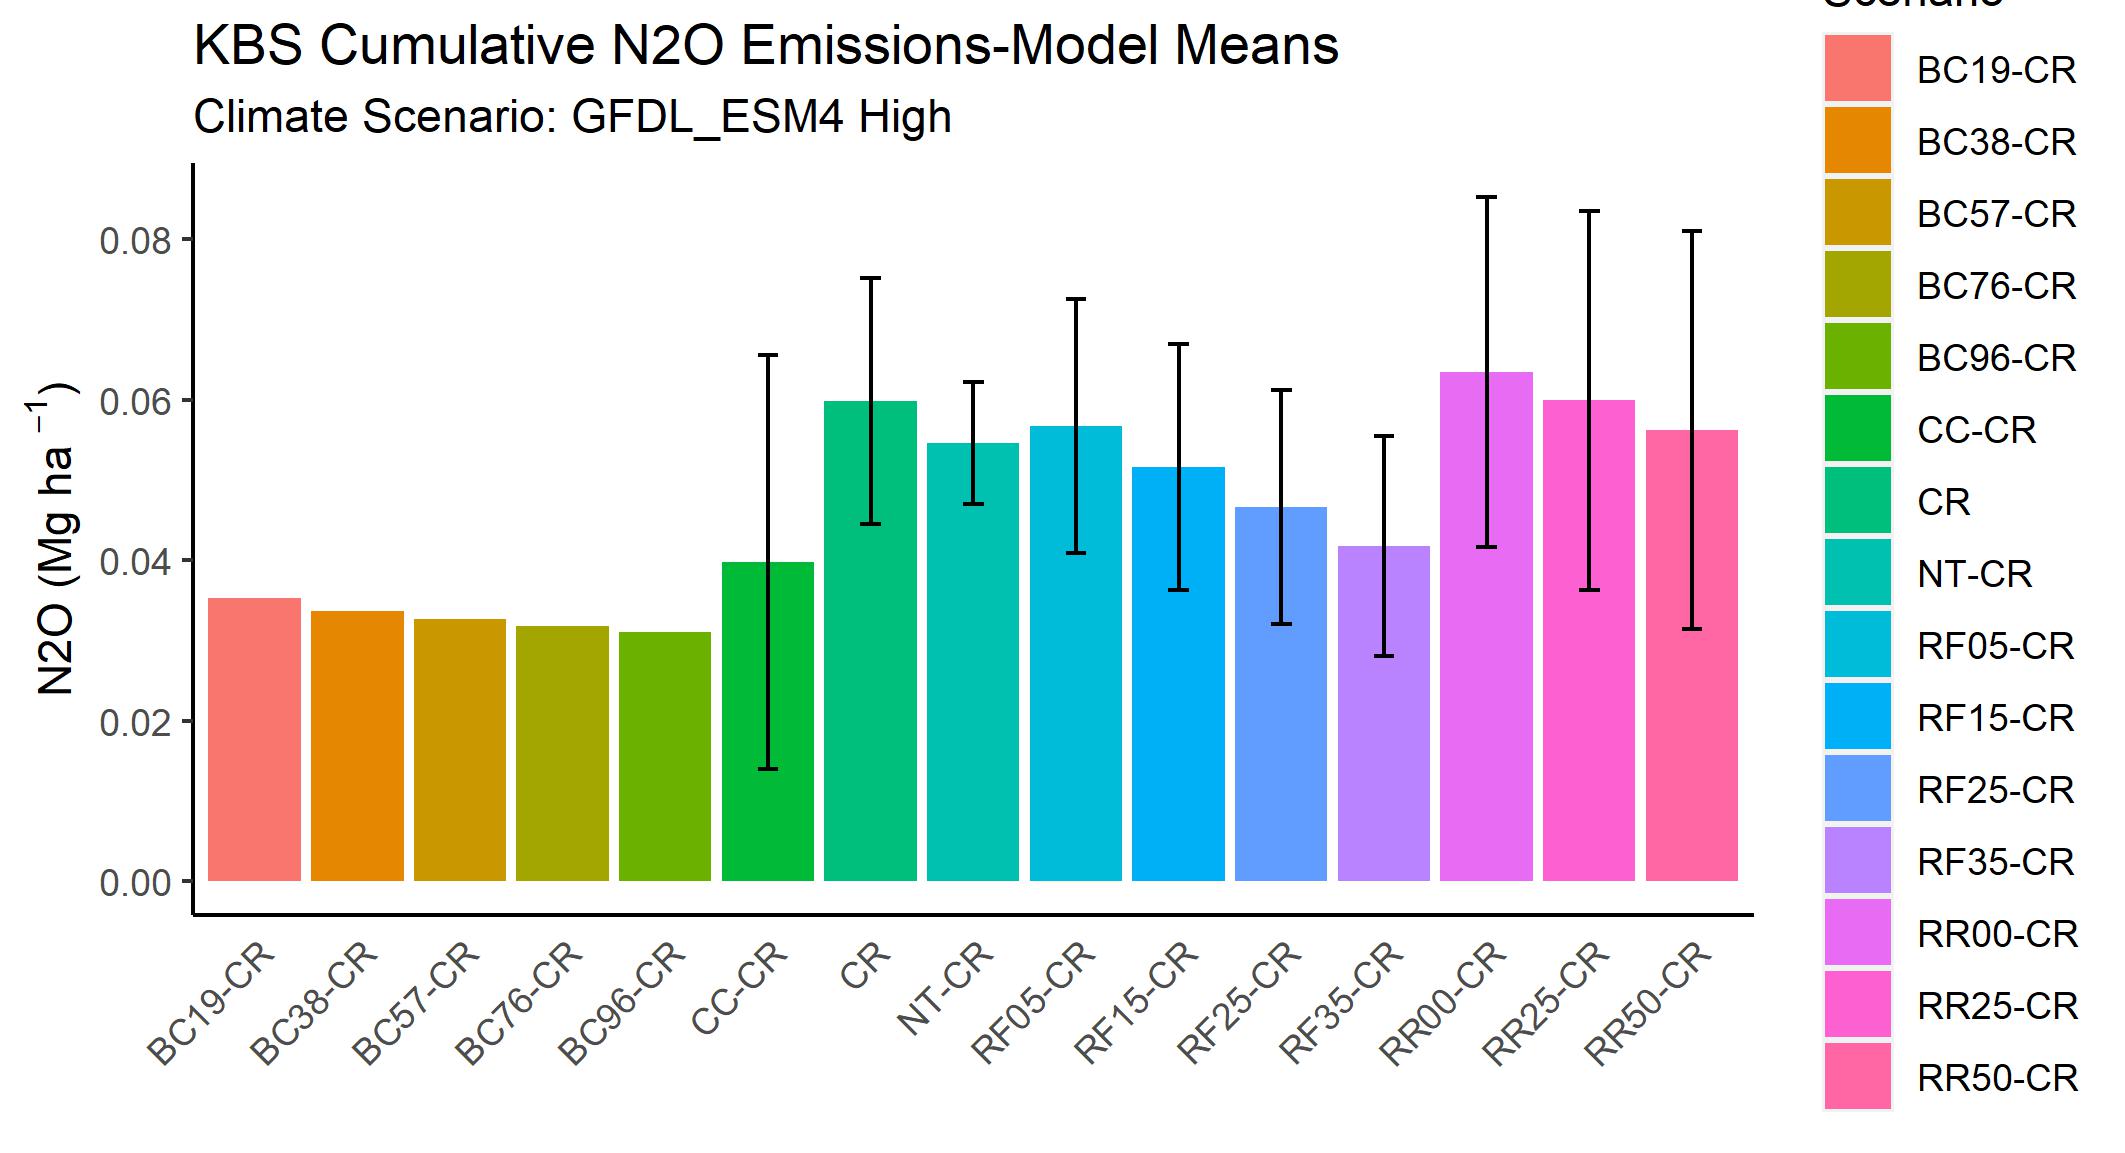 KBS Cumulative N2O Emissions-Model Means
Climate Scenario: GFDL_ESM4 High
N2O (Mg ha −1)
0.08
0.06
0.04
0.02
0.00
BC19-CR
BC38-CR
BC57-CR
BC76-CR
BC96-CR
CC-CR
CR
NT-CR
RF05-CR
RF15-CR
RF25-CR
RF35-CR
RR00-CR
RR25-CR
RR50-CR
BC19-CR
BC38-CR
BC57-CR
BC76-CR
BC96-CR
CC-CR
CR
NT-CR
RF05-CR
RF15-CR
RF25-CR
RF35-CR
RR00-CR
RR25-CR
RR50-CR